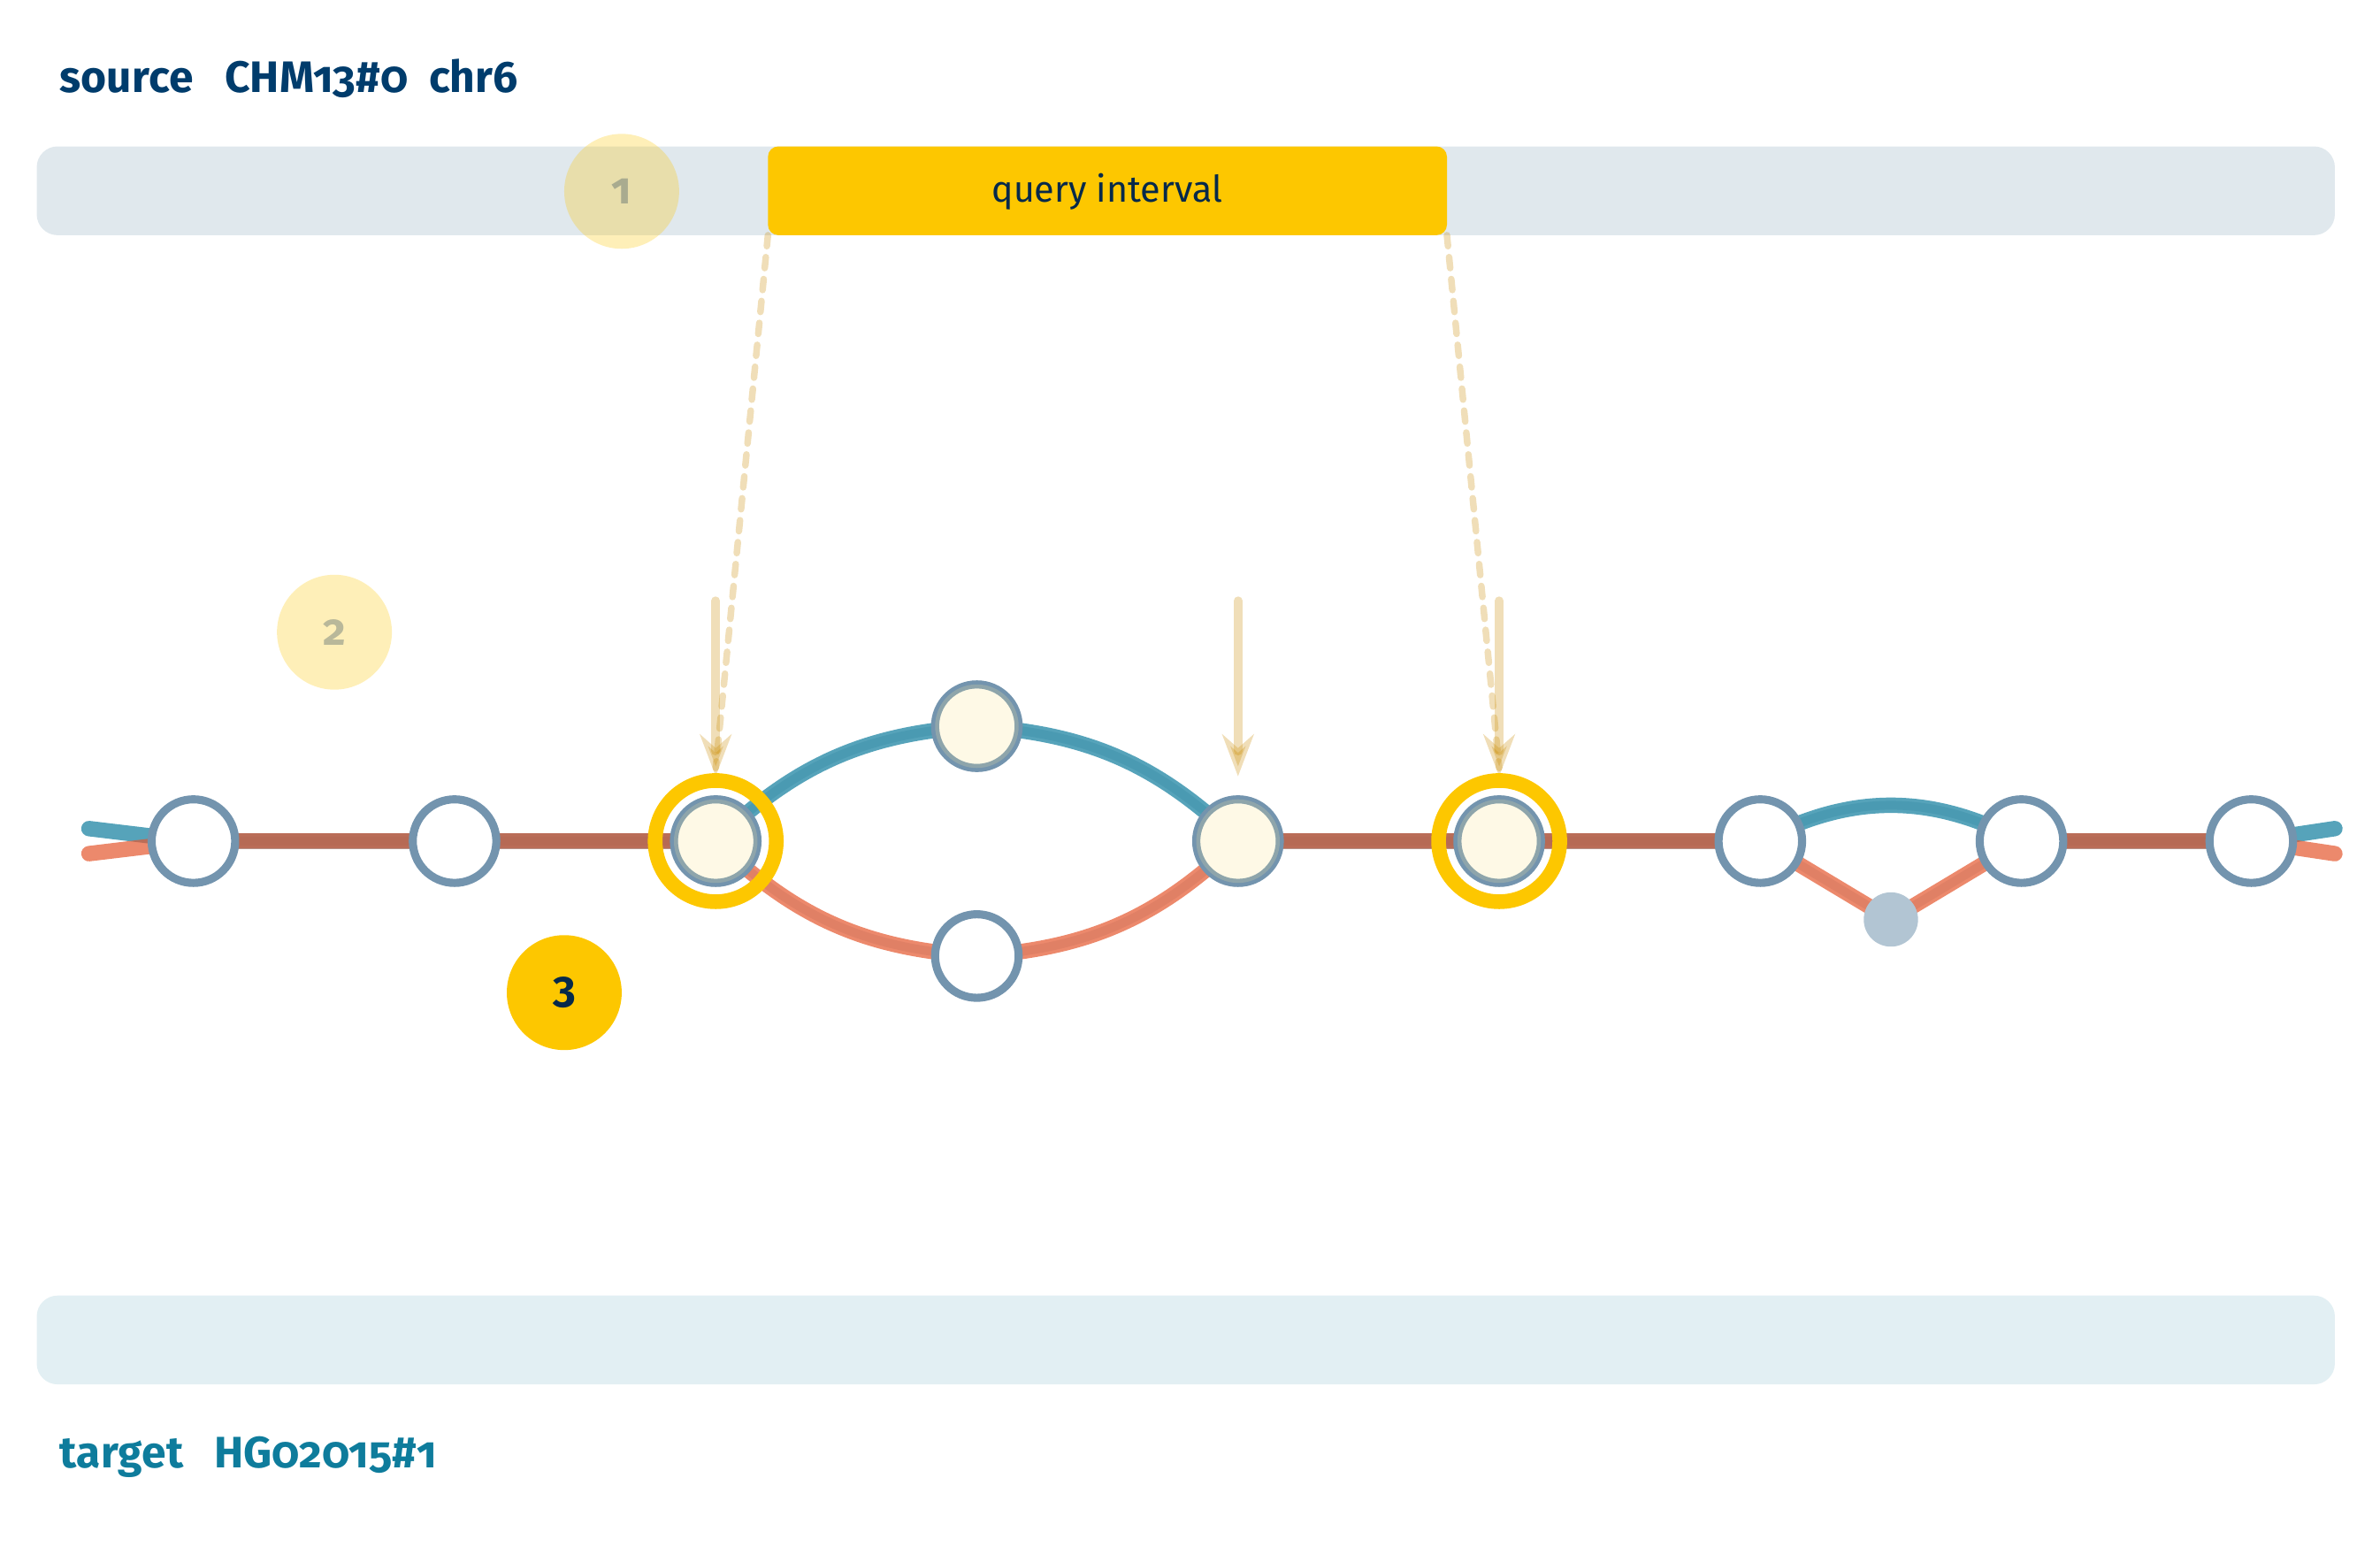 source CHM13#0 chr6
1
query interval
2
3
target HG02015#1